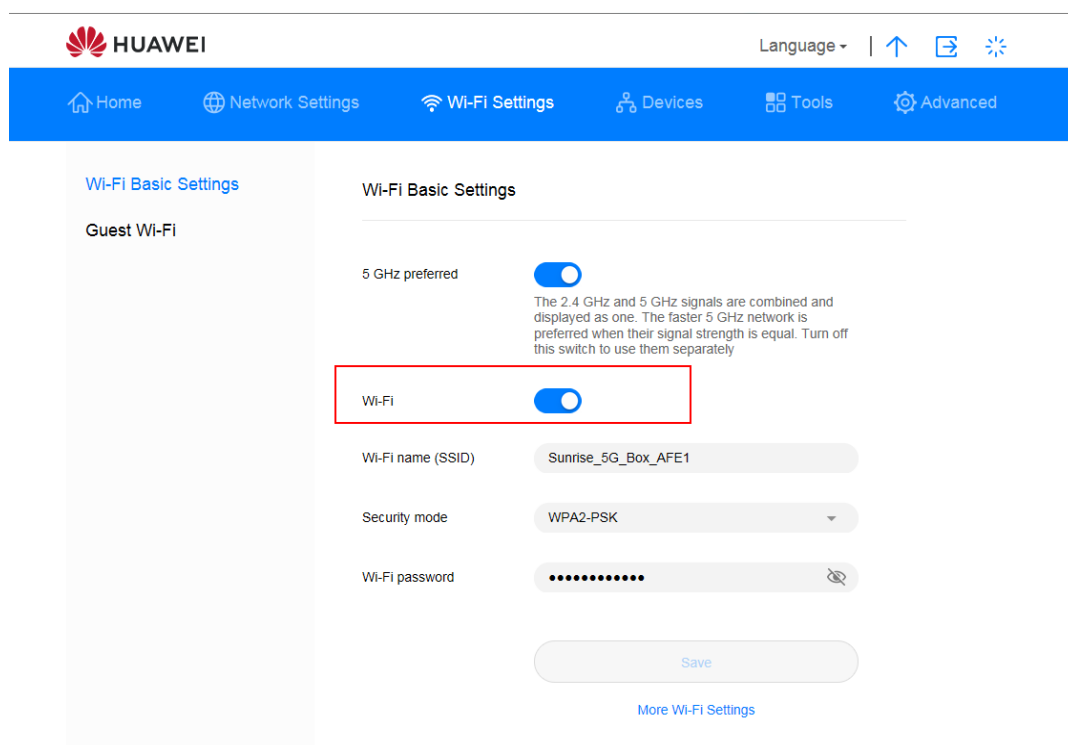 HUAWEI
Language
Home
Network Settings
Wi-Fi Settings
Devices
Tools
Advanced
Wi-Fi Basic Settings
Guest Wi-Fi
Wi-Fi Basic Settings
5 GHz preferred
The 2.4 GHz and 5 GHz signals are combined and
displayed as one. The faster 5 GHz network is
preferred when their signal strength is equal. Turn off
this switch to use them separately
Wi-Fi
Wi-Fi name (SSID)
Sunrise_5G_Box_AFE1
Security mode
WPA2-PSK
Wi-Fi password
••••••••••••
Save
More Wi-Fi Settings